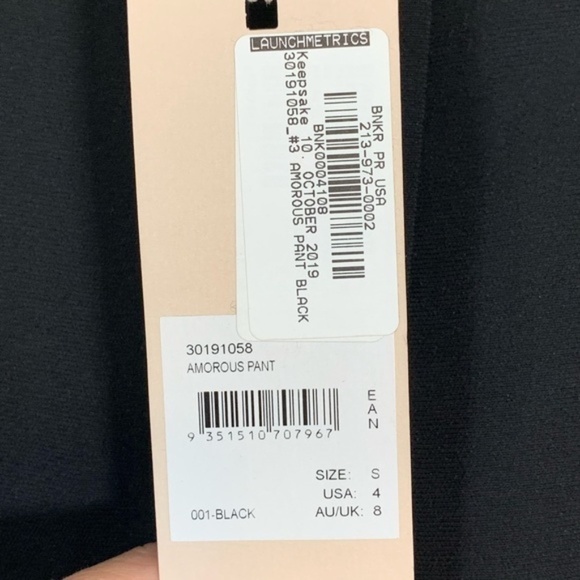 LAUNCHMETRICS
BNKR PR USA
213-973-0002
BNK0004108
Keepsake 10. OCTOBER 2019
30191058_#3 AMOROUS PANT BLACK
30191058
AMOROUS PANT
EAN
9 351510 707967
SIZE: S
USA: 4
001-BLACK AU/UK: 8